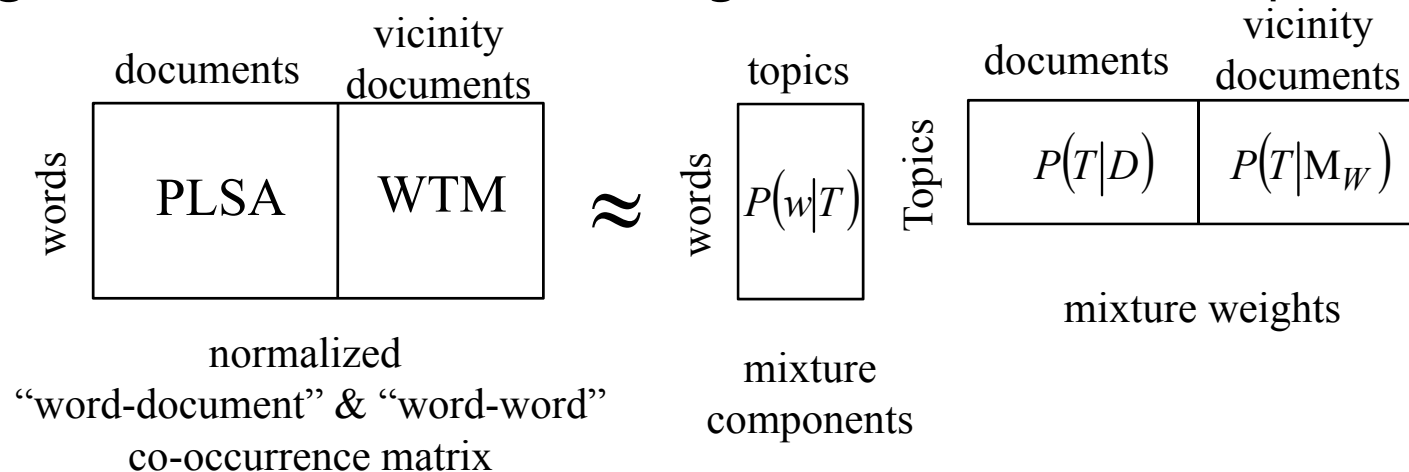 documents
vicinity
documents
words
PLSA
WTM
normalized
“word-document” & “word-word”
co-occurrence matrix
≈
topics
words
P(w|T)
mixture
components
documents
vicinity
documents
Topics
P(T|D)
P(T|M_W)
mixture weights